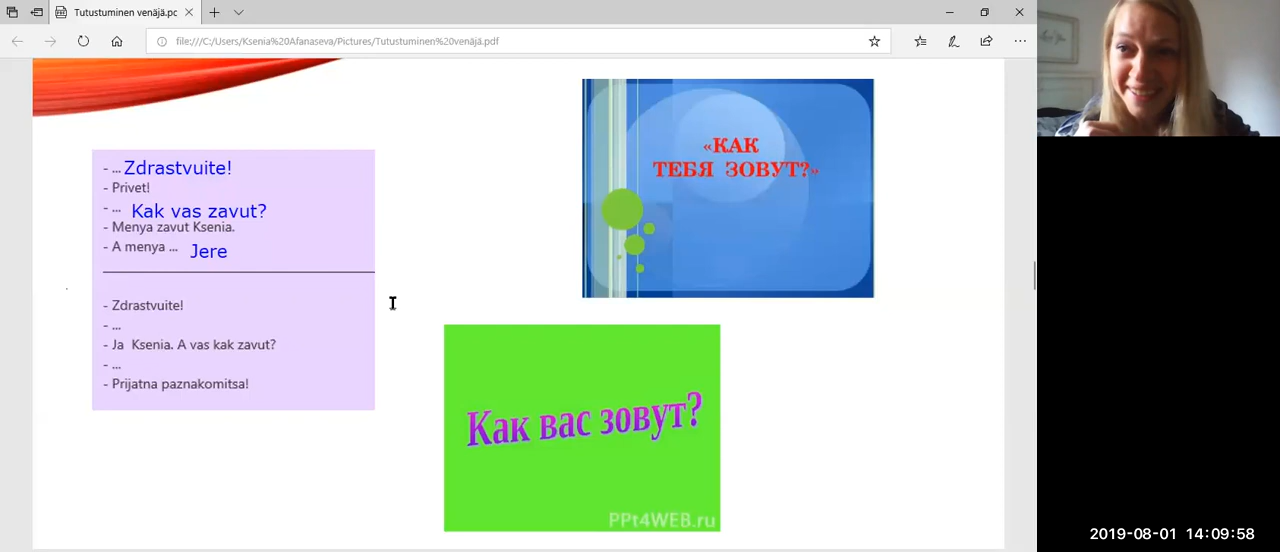 Tutustuminen venäjä.pc
file:///C:/Users/Ksenia%20Afanaseva/Pictures/Tutustuminen%20venäjä.pdf
- ... Zdrastvuite!
- Privet!
- ... Kak vas zavut?
- Menya zavut Ksenia.
- A menya ... Jere
- Zdrastvuite!
- ...
- Ja Ksenia. A vas kak zavut?
- ...
- Prijatna paznakomitsa!
«КАК
ТЕБЯ ЗОВУТ?»
Как вас зовут?
PPt4WEB.ru
2019-08-01 14:09:58